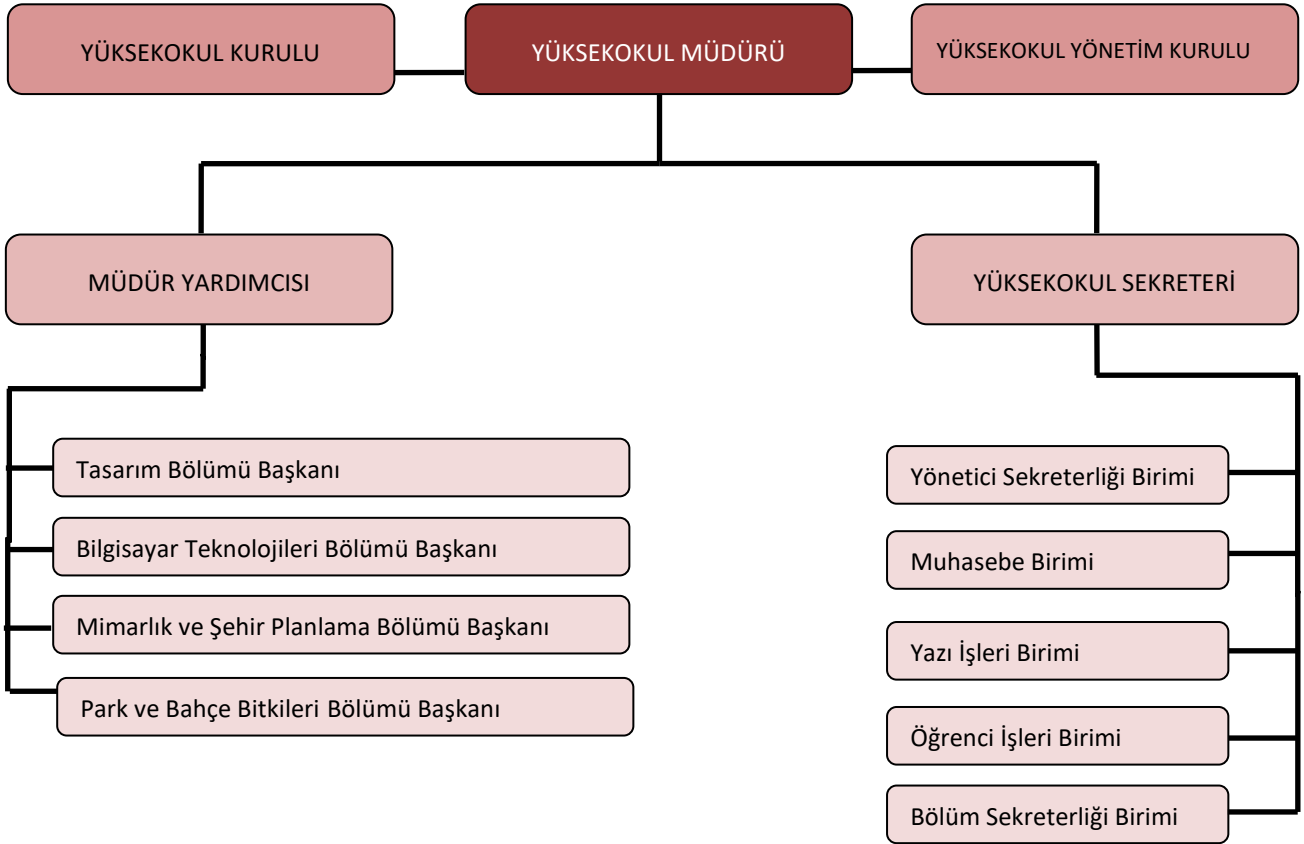 YÜKSEKOKUL KURULU
YÜKSEKOKUL MÜDÜRÜ
YÜKSEKOKUL YÖNETİM KURULU
MÜDÜR YARDIMCISI
YÜKSEKOKUL SEKRETERİ
Tasarım Bölümü Başkanı
Bilgisayar Teknolojileri Bölümü Başkanı
Mimarlık ve Şehir Planlama Bölümü Başkanı
Park ve Bahçe Bitkileri Bölümü Başkanı
Yönetici Sekreterliği Birimi
Muhasebe Birimi
Yazı İşleri Birimi
Öğrenci İşleri Birimi
Bölüm Sekreterliği Birimi